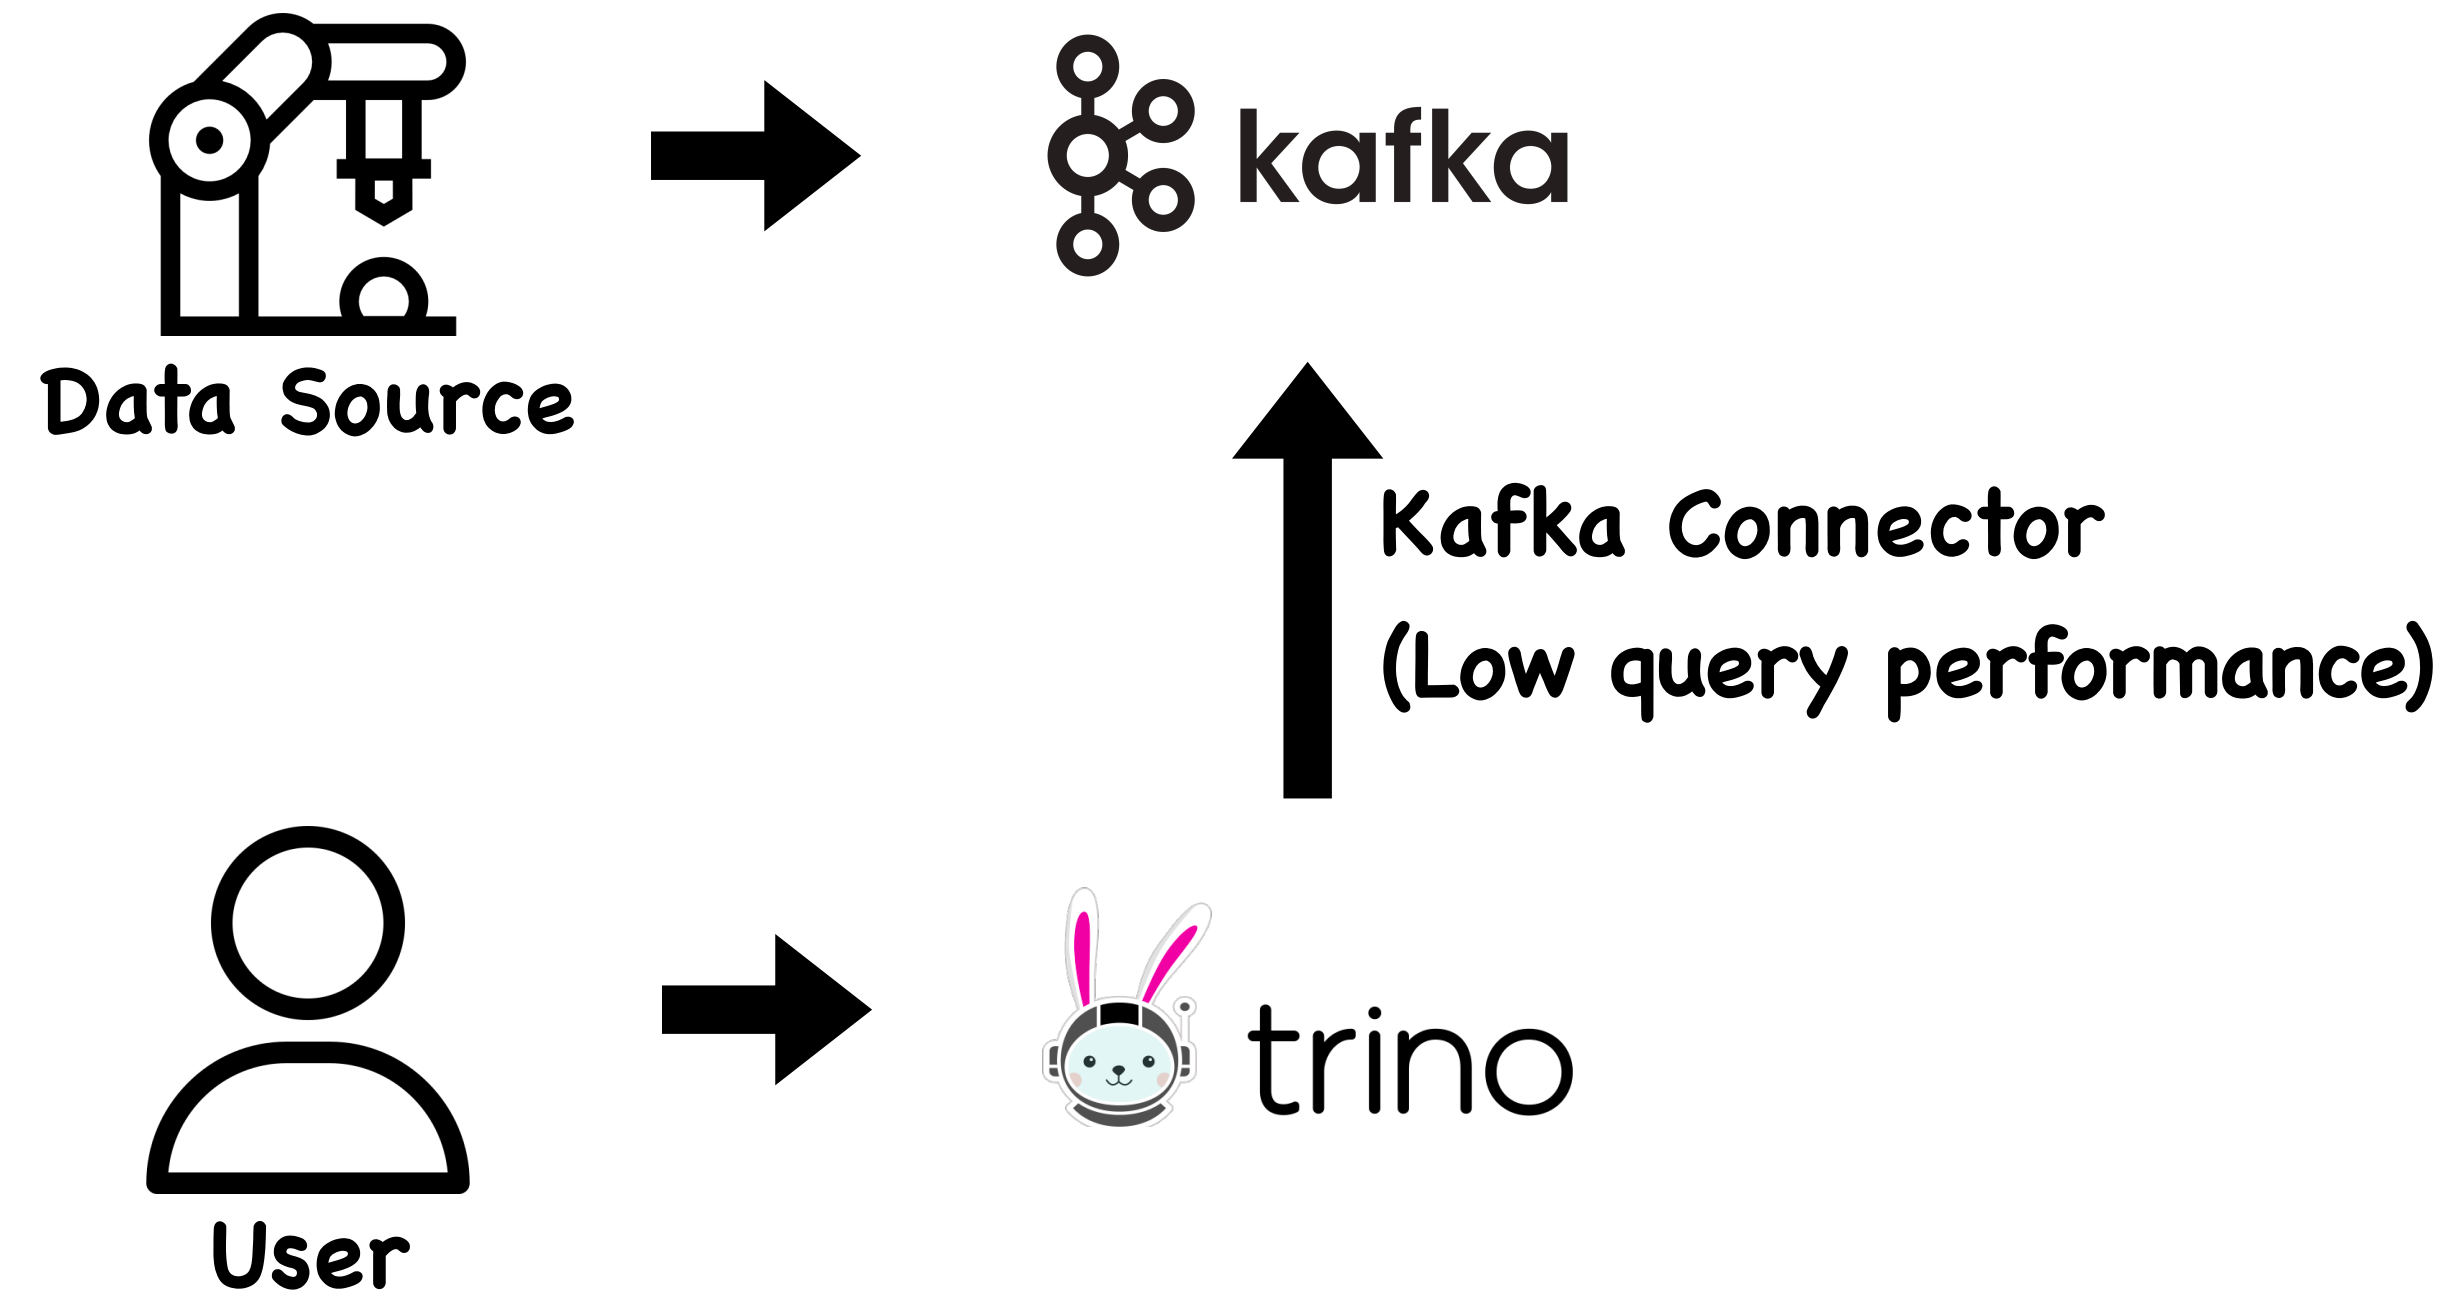 kafka
Data Source
Kafka Connector
(Low query performance)
trino
User